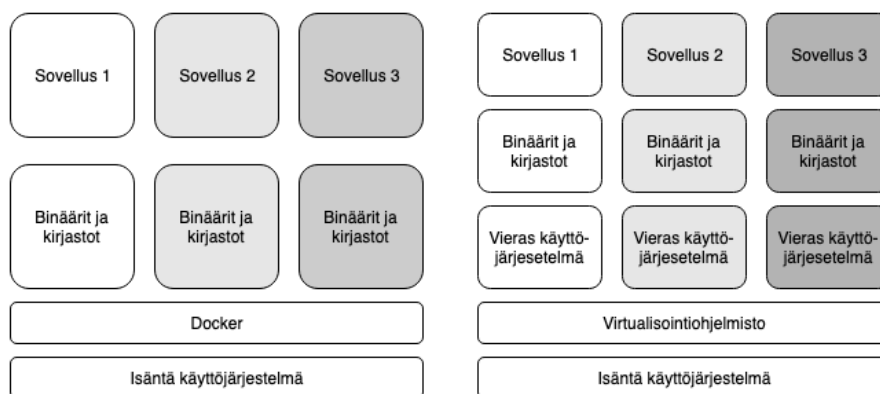 Sovellus 1
Sovellus 2
Sovellus 3
Binäärit ja
kirjastot
Binäärit ja
kirjastot
Binäärit ja
kirjastot
Docker
Isäntä käyttöjärjestelmä
Sovellus 1
Sovellus 2
Sovellus 3
Binäärit ja
kirjastot
Binäärit ja
kirjastot
Binäärit ja
kirjastot
Vieras käyttö-
järjesetelmä
Vieras käyttö-
järjesetelmä
Vieras käyttö-
järjesetelmä
Virtualisointiohjelmisto
Isäntä käyttöjärjestelmä